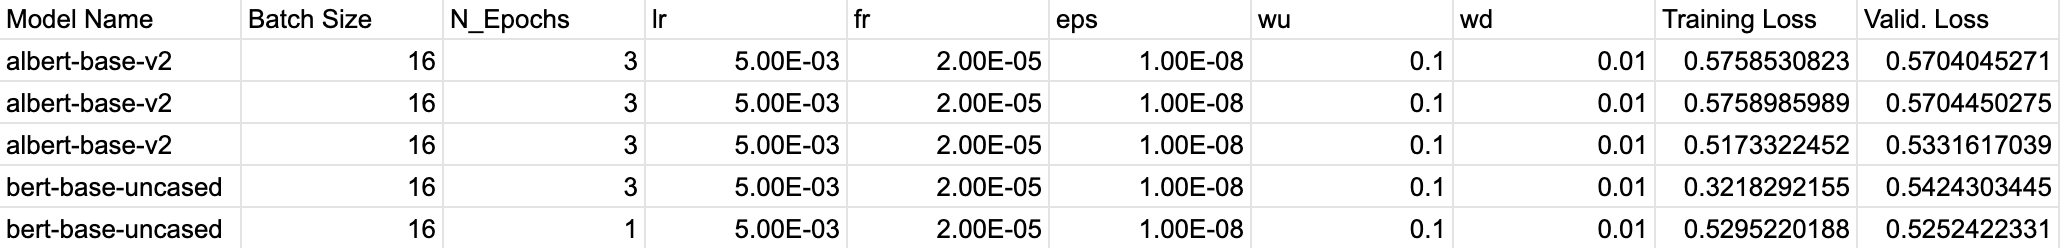 Model Name Batch Size N_Epochs lr fr eps wu wd Training Loss Valid. Loss
albert-base-v2 16 3 5.00E-03 2.00E-05 1.00E-08 0.1 0.01 0.5758530823 0.5704045271
albert-base-v2 16 3 5.00E-03 2.00E-05 1.00E-08 0.1 0.01 0.5758985989 0.5704450275
albert-base-v2 16 3 5.00E-03 2.00E-05 1.00E-08 0.1 0.01 0.5173322452 0.5331617039
bert-base-uncased 16 3 5.00E-03 2.00E-05 1.00E-08 0.1 0.01 0.3218292155 0.5424303445
bert-base-uncased 16 1 5.00E-03 2.00E-05 1.00E-08 0.1 0.01 0.5295220188 0.5252422331